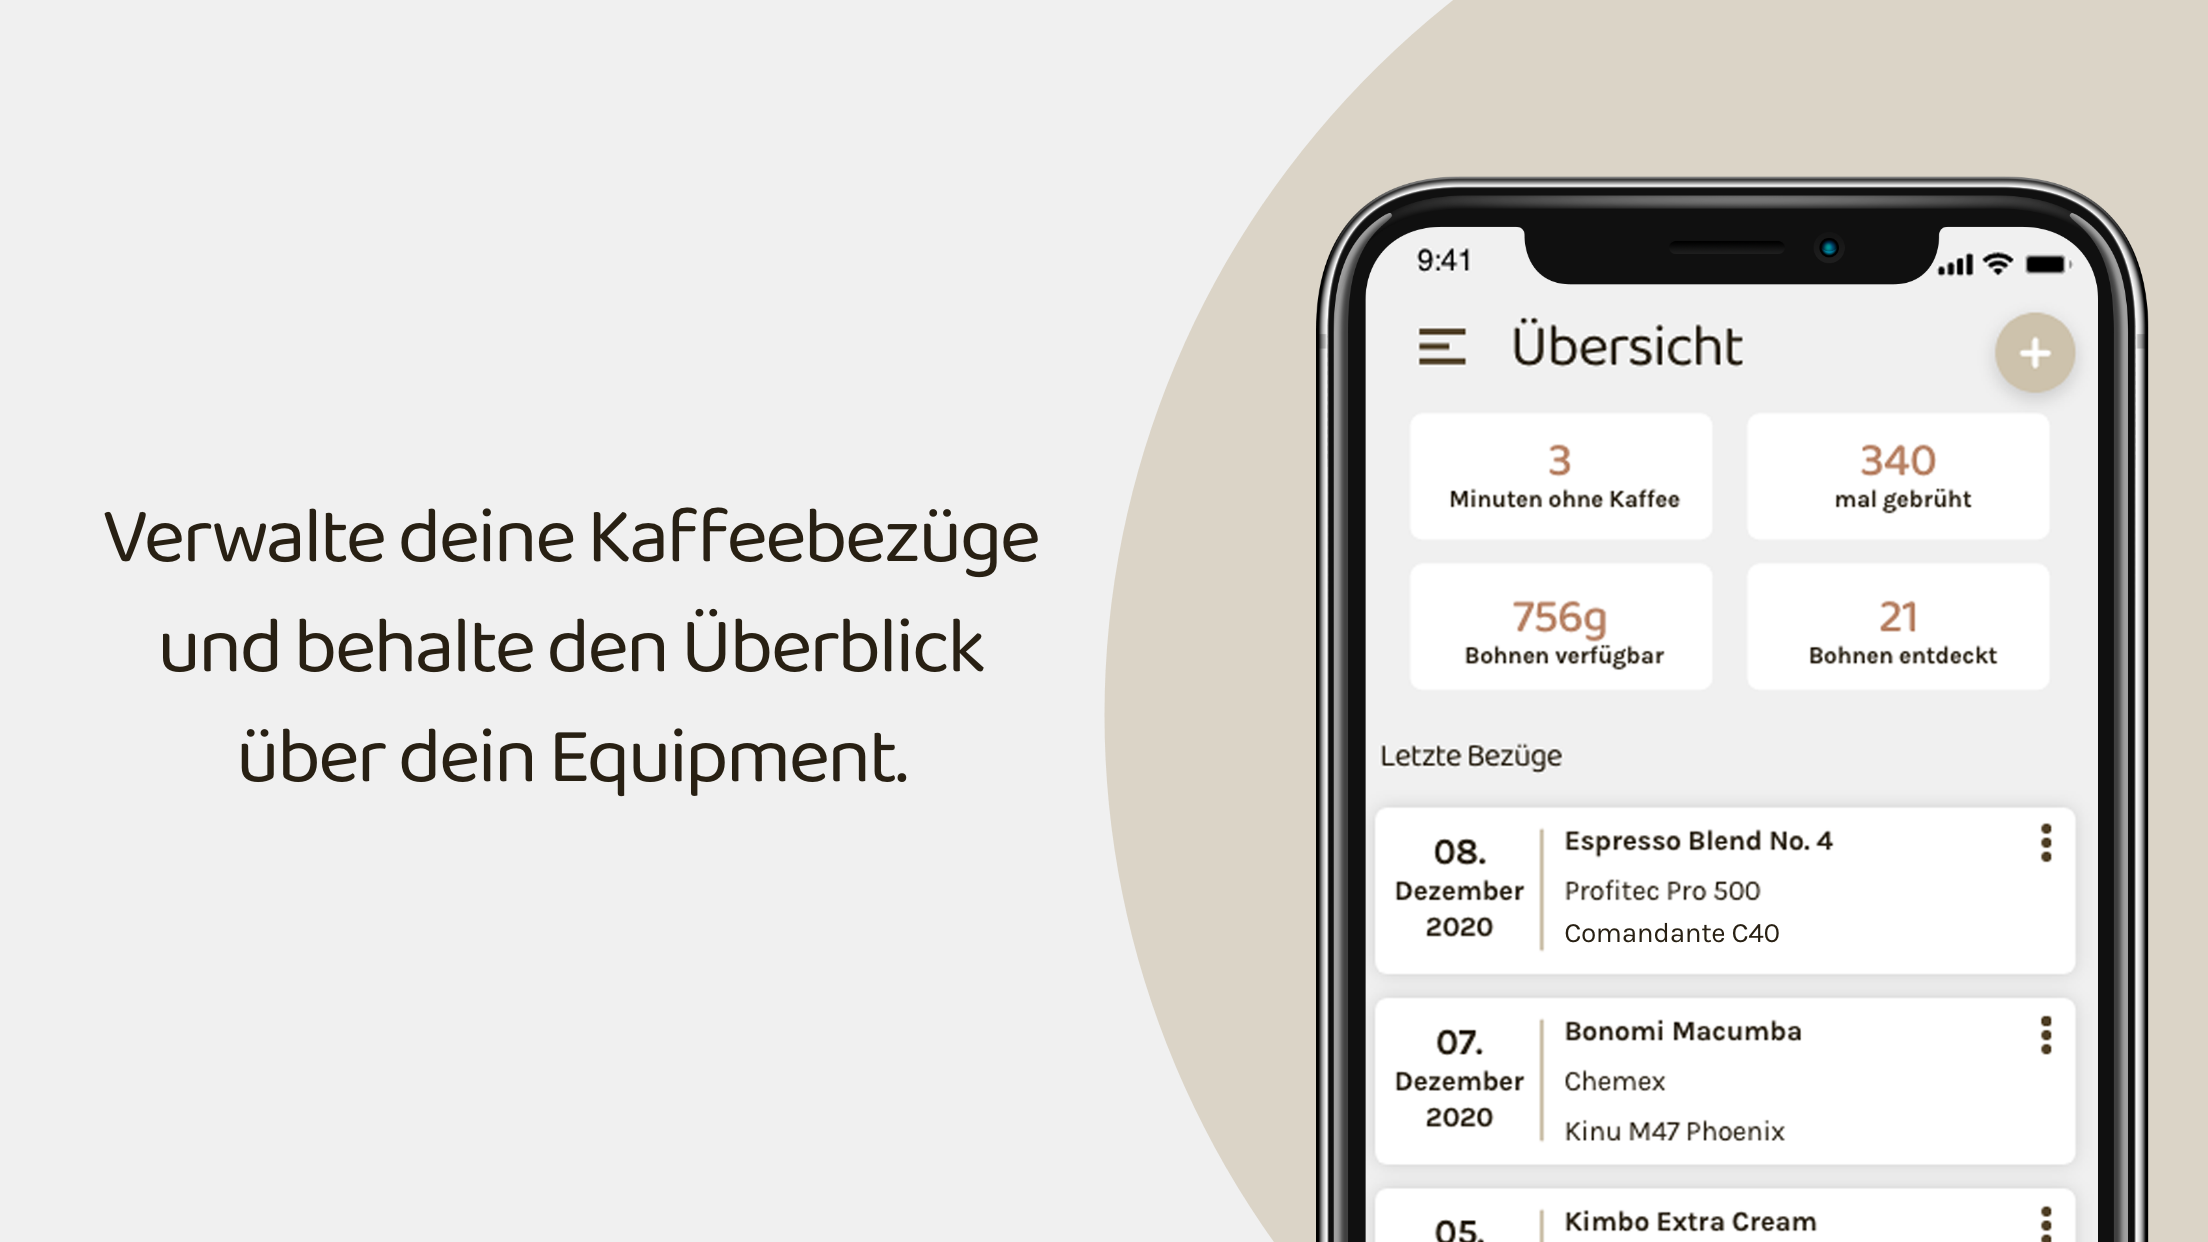 Verwalte deine Kaffeebezüge
und behalte den Überblick
über dein Equipment.
9:41
Übersicht
3
Minuten ohne Kaffee
340
mal gebrüht
756g
Bohnen verfügbar
21
Bohnen entdeckt
Letzte Bezüge
08.
Dezember
2020
Espresso Blend No. 4
Profitec Pro 500
Comandante C40
07.
Dezember
2020
Bonomi Macumba
Chemex
Kinu M47 Phoenix
05.
Kimbo Extra Cream